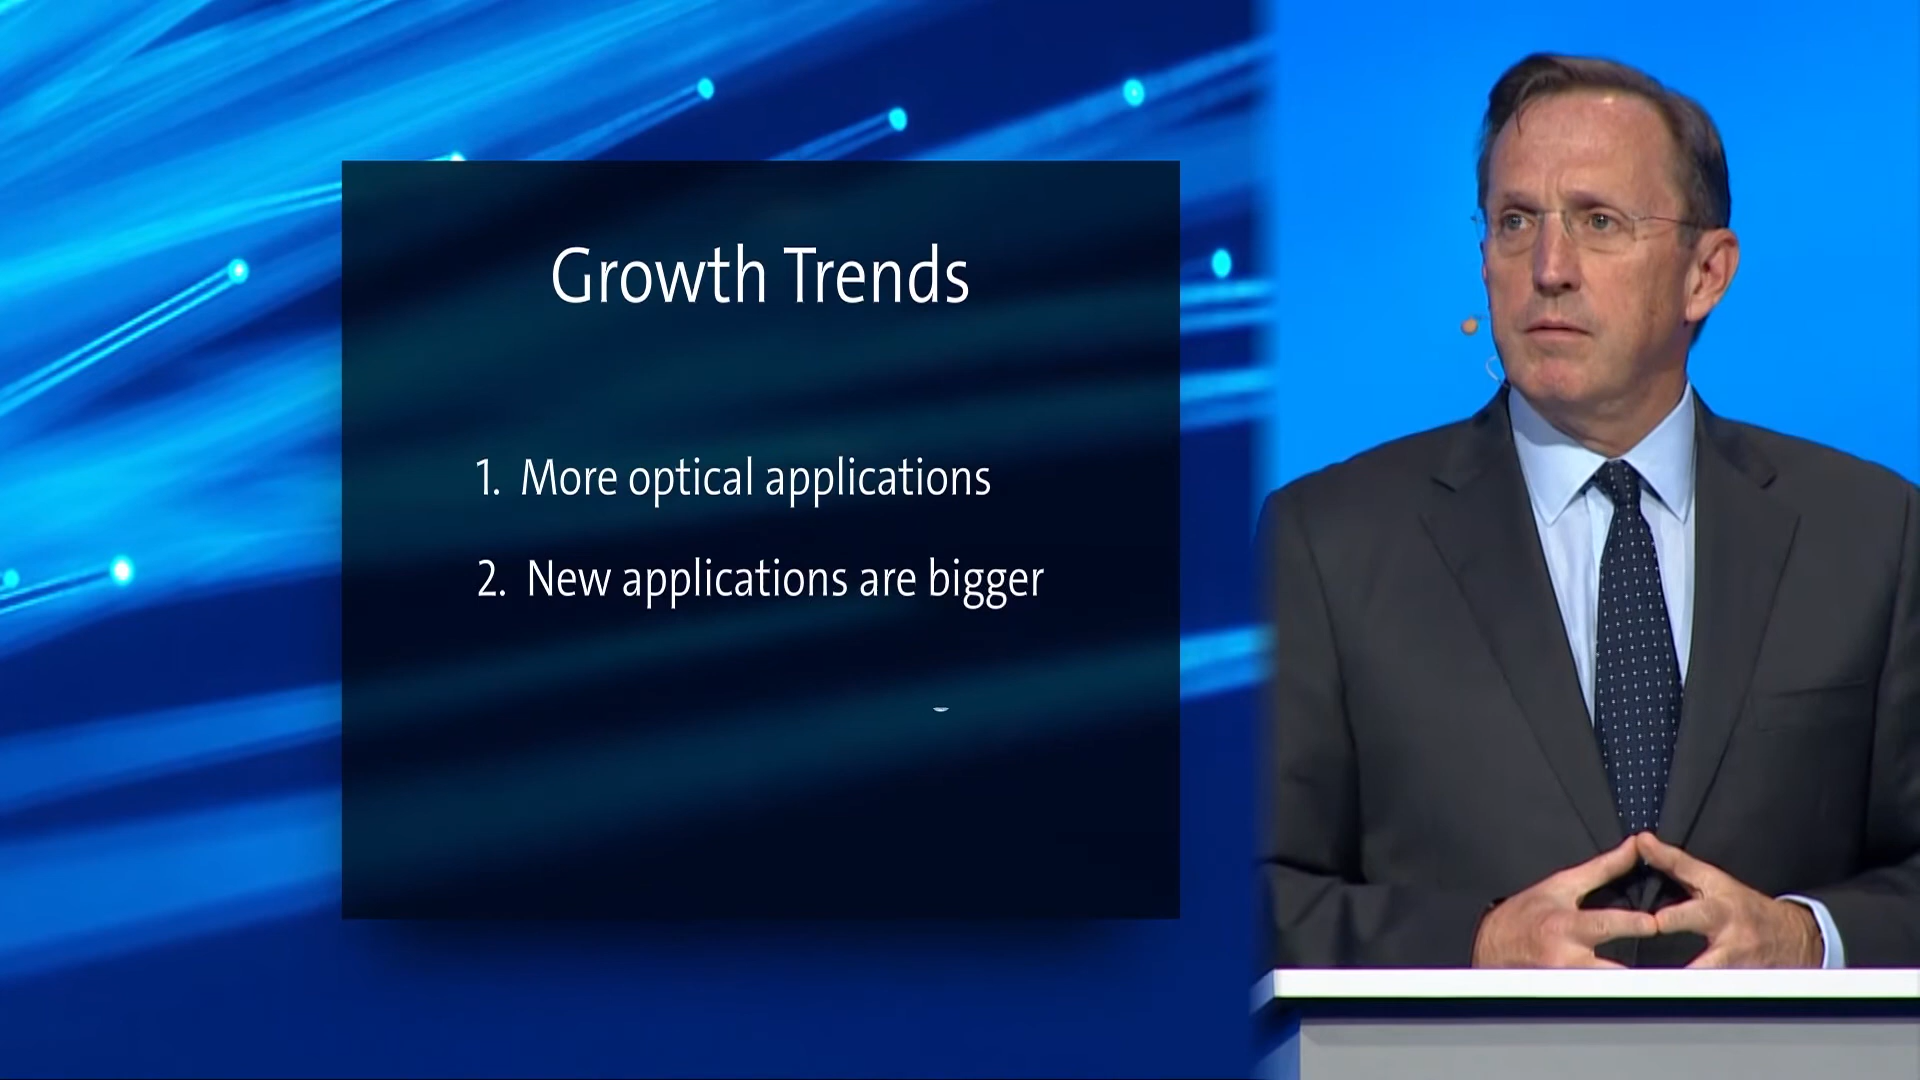 Growth Trends
1. More optical applications
2. New applications are bigger